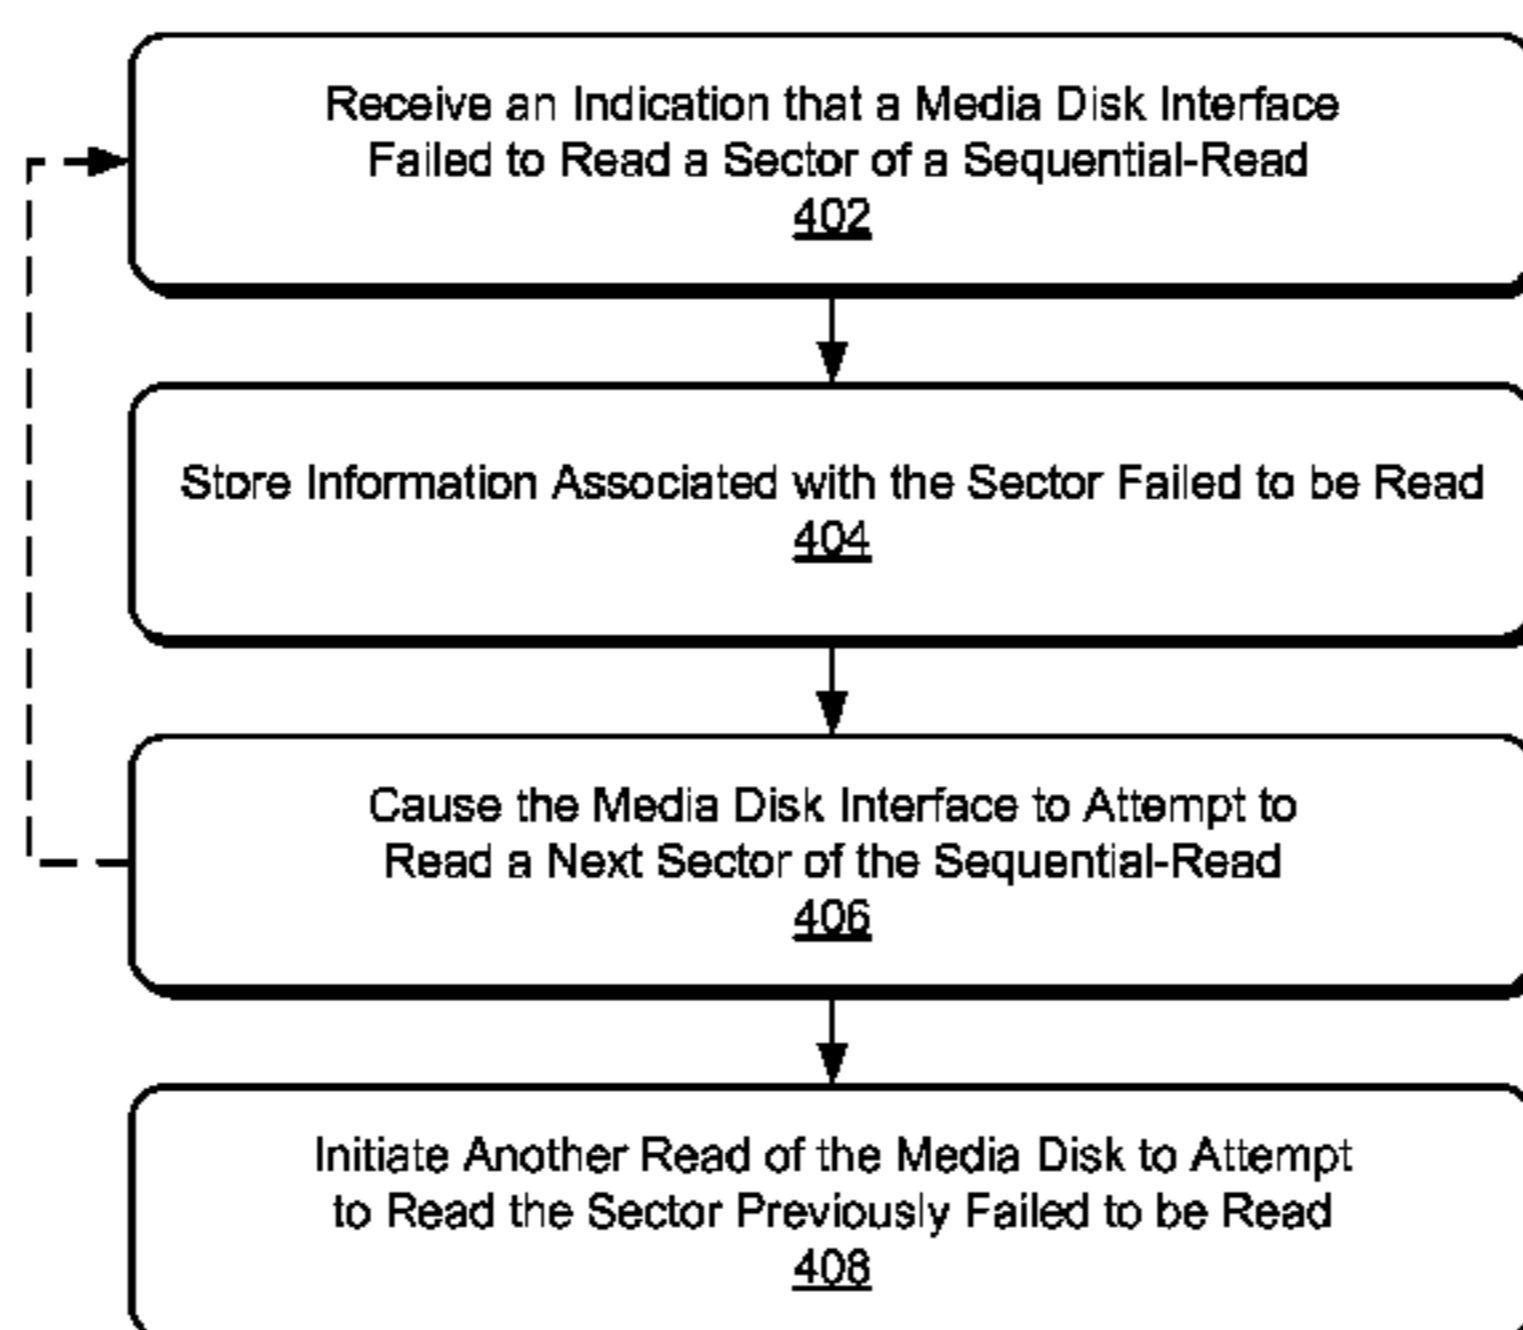 Receive an Indication that a Media Disk Interface
Failed to Read a Sector of a Sequential-Read
402
Store Information Associated with the Sector Failed to be Read
404
Cause the Media Disk Interface to Attempt to
Read a Next Sector of the Sequential-Read
406
Initiate Another Read of the Media Disk to Attempt
to Read the Sector Previously Failed to be Read
408